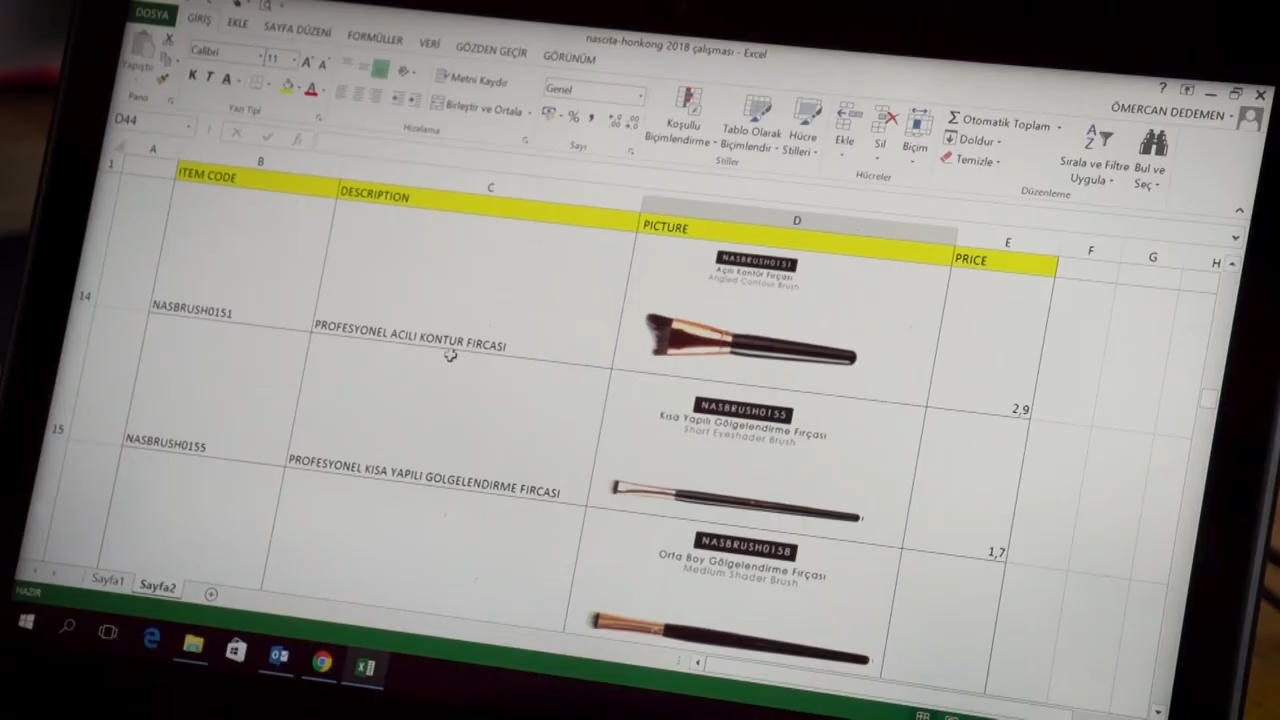 nascita-honkong 2018 çalışması - Excel
DOSYA GİRİŞ EKLE SAYFA DÜZENİ FORMÜLLER VERİ GÖZDEN GEÇİR GÖRÜNÜM
ÖMERCAN DEDEMEN
Yapıştır
Pano
Calibri 11
K T A
Yazı Tipi
Metni Kaydır
Birleştir ve Ortala
Hizalama
Genel
%
Sayı
Koşullu
Biçimlendirme
Tablo Olarak
Biçimlendir
Hücre
Stilleri
Stiller
Ekle
Sil
Biçim
Hücreler
Σ Otomatik Toplam
Doldur
Temizle
Sırala ve Filtre
Uygula
Bul ve
Seç
Düzenleme
D44
fx
A B C D E F G H
1 ITEM CODE DESCRIPTION PICTURE PRICE
NASBRUSH0151
Açılı Kontür Fırçası
Angled Contour Brush
14 NASBRUSH0151 PROFESYONEL ACILI KONTUR FIRCASI 2,9
NASBRUSH0155
Kısa Yapılı Gölgelendirme Fırçası
Short Eyeshader Brush
15 NASBRUSH0155 PROFESYONEL KISA YAPILI GOLGELENDIRME FIRCASI 1,7
NASBRUSH0158
Orta Boy Gölgelendirme Fırçası
Medium Shader Brush
Sayfa1 Sayfa2
HAZIR